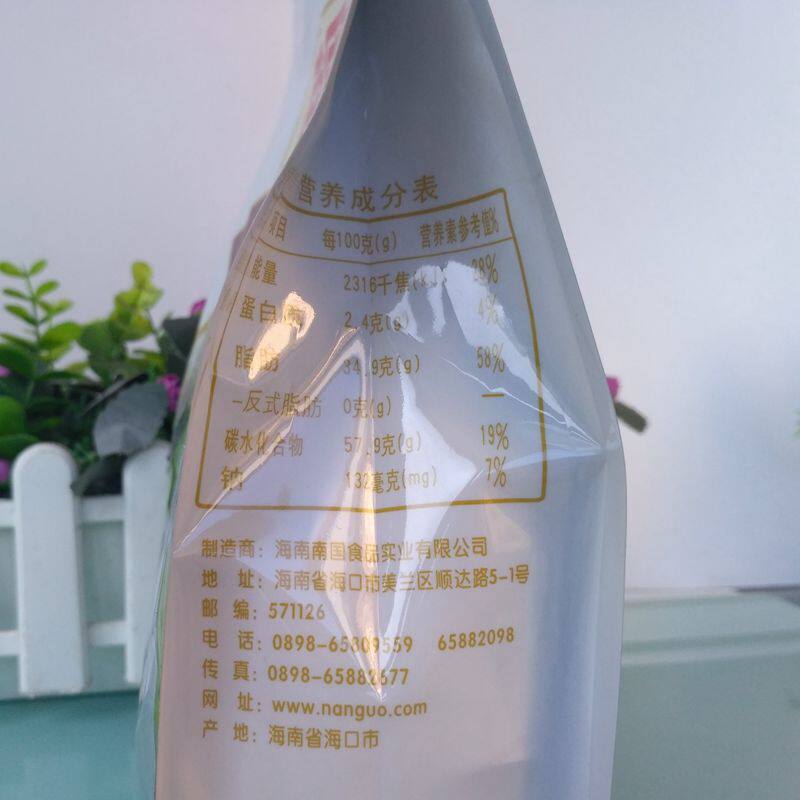 营养成分表
项目 每100克(g) 营养素参考值%
能量 2316千焦 28%
蛋白 2.4克(g) 4%
脂肪 34.9克(g) 58%
-反式脂肪 0克(g) —
碳水化合物 57.9克(g) 19%
钠 132毫克(mg) 7%
制造商：海南南国食品实业有限公司
地 址：海南省海口市美兰区顺达路5-1号
邮 编：571126
电 话：0898-65809559 65882098
传 真：0898-65882677
网 址：www.nanguo.com
产 地：海南省海口市